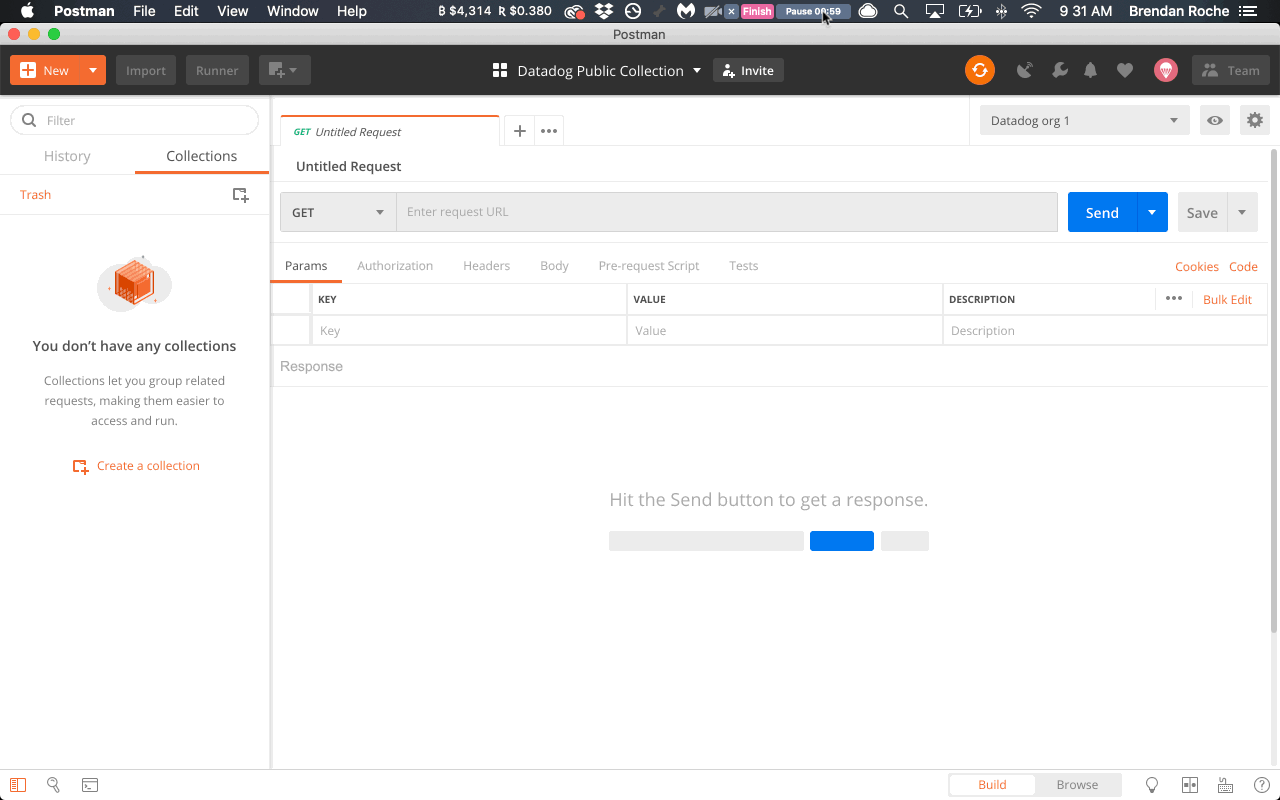 Postman File Edit View Window Help ฿ $4,314 Ʀ $0.380 × Finish Pause 00:59 9 31 AM Brendan Roche
Postman
New Import Runner Datadog Public Collection Invite Team
Filter
History Collections
Trash
You don’t have any collections
Collections let you group related
requests, making them easier to
access and run.
Create a collection
GET Untitled Request
Datadog org 1
Untitled Request
GET Enter request URL Send Save
Params Authorization Headers Body Pre-request Script Tests Cookies Code
KEY VALUE DESCRIPTION Bulk Edit
Key Value Description
Response
Hit the Send button to get a response.
Build Browse